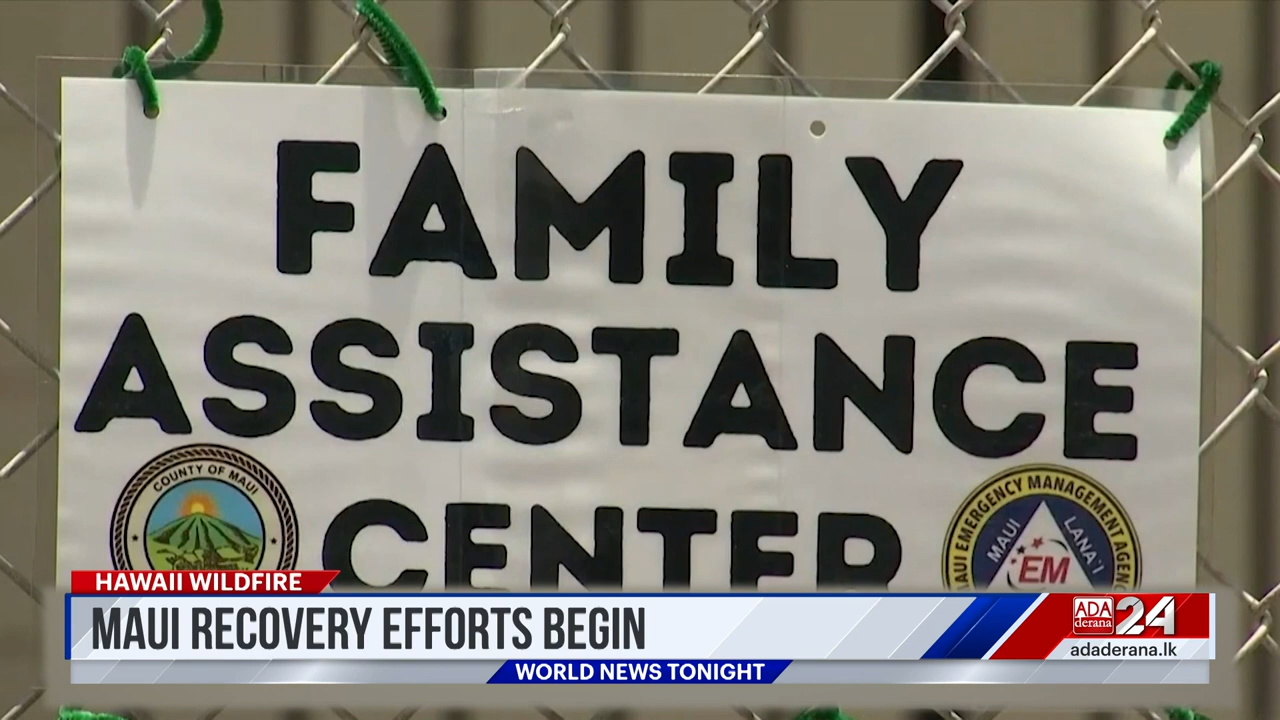 FAMILY
ASSISTANCE
CENTER
COUNTY OF MAUI
MAUI EMERGENCY MANAGEMENT AGENC
MAUI
LANA'I
EM
HAWAII WILDFIRE
MAUI RECOVERY EFFORTS BEGIN
ADA
derana
24
adaderana.lk
WORLD NEWS TONIGHT